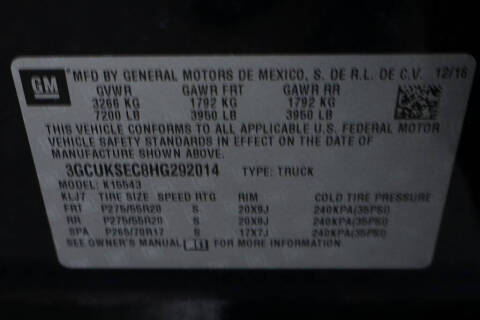 GM MFD BY GENERAL MOTORS DE MEXICO, S. DE R.L. DE C.V. 12/16
GVWR GAWR FRT GAWR RR
3266 KG 1792 KG 1792 KG
7200 LB 3950 LB 3950 LB
THIS VEHICLE CONFORMS TO ALL APPLICABLE U.S. FEDERAL MOTOR
VEHICLE SAFETY STANDARDS IN EFFECT ON THE DATE OF
MANUFACTURE SHOWN ABOVE.
3GCUKSEC8HG292014 TYPE: TRUCK
MODEL: K15543
KLJ7 TIRE SIZE SPEED RTG RIM COLD TIRE PRESSURE
FRT P275/55R20 S 20X9J 240KPA(35PSI)
RR P275/55R20 S 20X9J 240KPA(35PSI)
SPA P265/70R17 S 17X7J 240KPA(35PSI)
SEE OWNER'S MANUAL FOR MORE INFORMATION